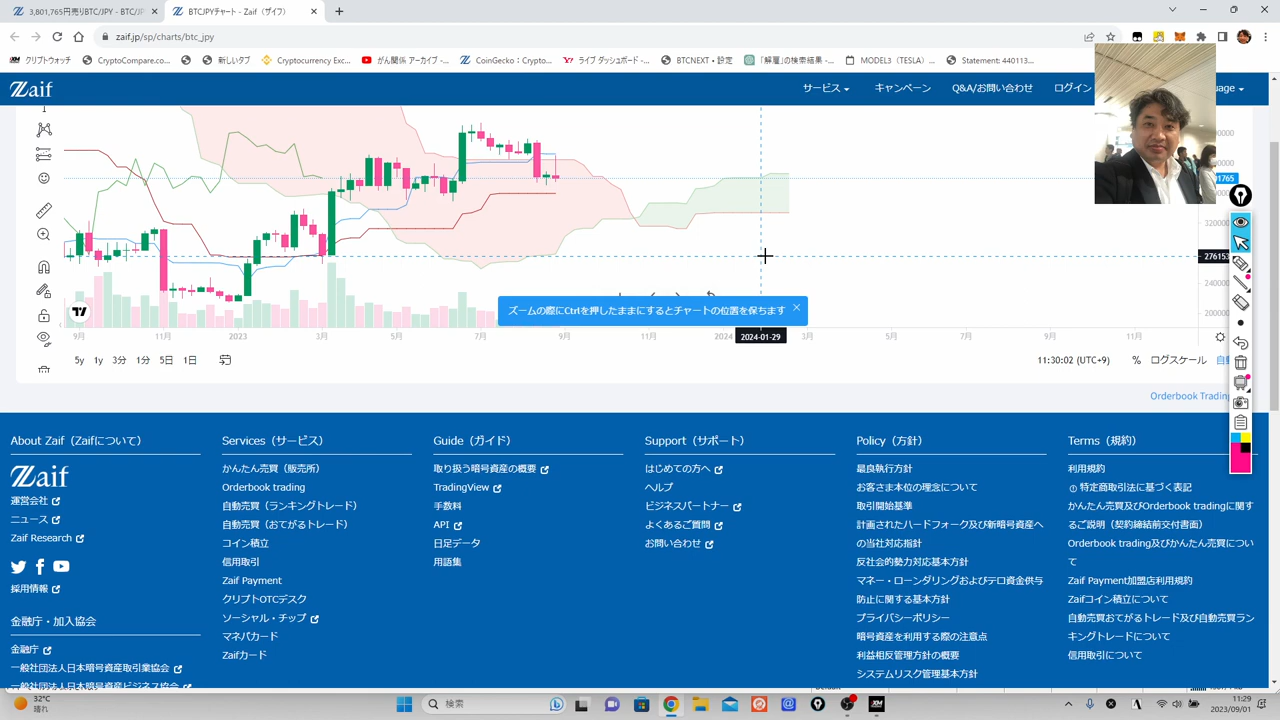 3,801,765円売りBTC/JPY - BTC/JP
BTCJPYチャート - Zaif（ザイフ）
zaif.jp/sp/charts/btc_jpy
クリプトウォッチ
CryptoCompare.co...
新しいタブ
Cryptocurrency Exc...
がん関係 アーカイブ -...
CoinGecko：Crypto...
ライブ ダッシュボード -...
BTCNEXT • 設定
「解雇」の検索結果 -...
MODEL3（TESLA）...
Statement: 440113...
Zaif
サービス
キャンペーン
Q&A/お問い合わせ
ログイン
uage
01765
320000
276153
240000
200000
ズームの際にCtrlを押したままにするとチャートの位置を保ちます
9月
11月
2023
3月
5月
7月
9月
11月
2024
2024-01-29
3月
5月
7月
9月
11月
5y
1y
3分
1分
5日
1日
11:30:02 (UTC+9)
%
ログスケール
自動
Orderbook Trading
About Zaif（Zaifについて）
Zaif
運営会社
ニュース
Zaif Research
採用情報
金融庁・加入協会
金融庁
一般社団法人日本暗号資産取引業協会
一般社団法人日本暗号資産ビジネス協会
Services（サービス）
かんたん売買（販売所）
Orderbook trading
自動売買（ランキングトレード）
自動売買（おてがるトレード）
コイン積立
信用取引
Zaif Payment
クリプトOTCデスク
ソーシャル・チップ
マネパカード
Zaifカード
Guide（ガイド）
取り扱う暗号資産の概要
TradingView
手数料
API
日足データ
用語集
Support（サポート）
はじめての方へ
ヘルプ
ビジネスパートナー
よくあるご質問
お問い合わせ
Policy（方針）
最良執行方針
お客さま本位の理念について
取引開始基準
計画されたハードフォーク及び新暗号資産へ
の当社対応指針
反社会的勢力対応基本方針
マネー・ローンダリングおよびテロ資金供与
防止に関する基本方針
プライバシーポリシー
暗号資産を利用する際の注意点
利益相反管理方針の概要
システムリスク管理基本方針
Terms（規約）
利用規約
特定商取引法に基づく表記
かんたん売買及びOrderbook tradingに関す
るご説明（契約締結前交付書面）
Orderbook trading及びかんたん売買につい
て
Zaif Payment加盟店利用規約
Zaifコイン積立について
自動売買おてがるトレード及び自動売買ラン
キングトレードについて
信用取引について
32°C
晴れ
検索
11:29
2023/09/01